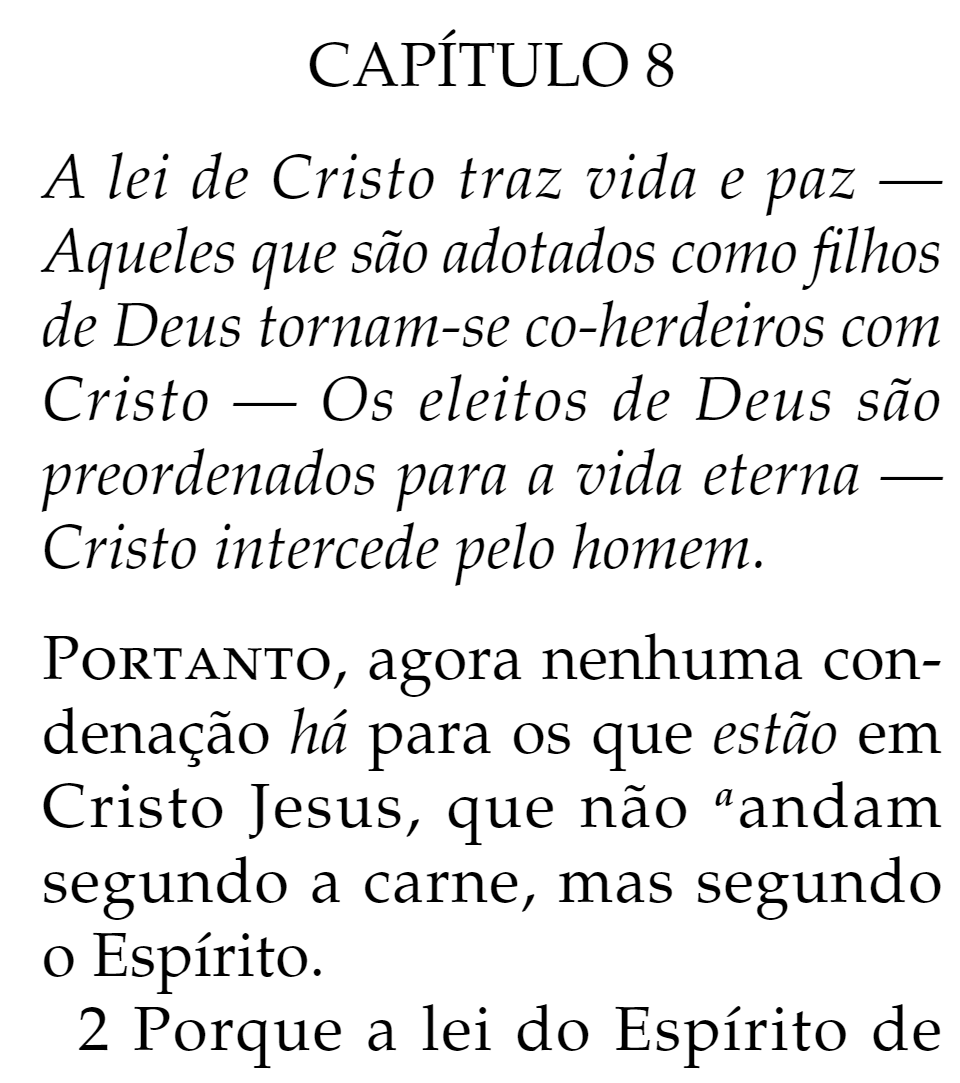 CAPÍTULO 8
A lei de Cristo traz vida e paz —
Aqueles que são adotados como filhos
de Deus tornam-se co-herdeiros com
Cristo — Os eleitos de Deus são
preordenados para a vida eterna —
Cristo intercede pelo homem.
PORTANTO, agora nenhuma con-
denação há para os que estão em
Cristo Jesus, que não ᵃandam
segundo a carne, mas segundo
o Espírito.
2 Porque a lei do Espírito de